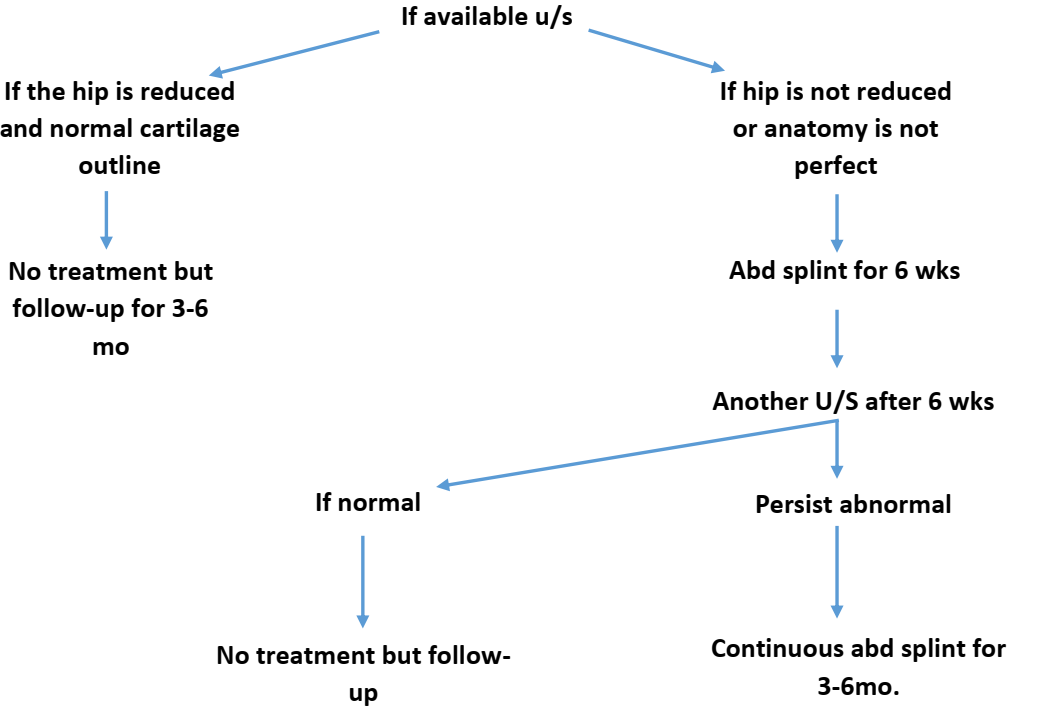 If available u/s
If the hip is reduced
and normal cartilage
outline
If hip is not reduced
or anatomy is not
perfect
No treatment but
follow-up for 3-6
mo
Abd splint for 6 wks
Another U/S after 6 wks
If normal
Persist abnormal
No treatment but follow-
up
Continuous abd splint for
3-6mo.